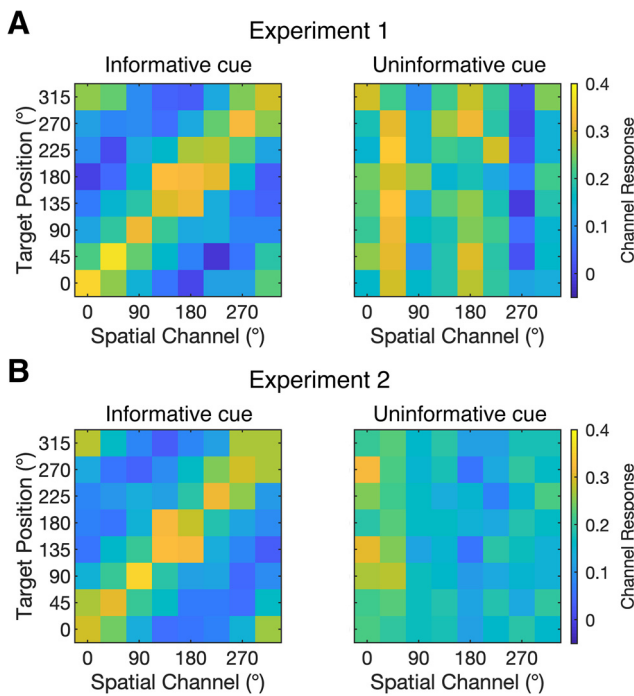 A
Experiment 1
Informative cue
Uninformative cue
Target Position (°)
315
270
225
180
135
90
45
0
0 90 180 270
Spatial Channel (°)
0 90 180 270
Spatial Channel (°)
0.4
0.3
0.2
0.1
0
Channel Response
B
Experiment 2
Informative cue
Uninformative cue
Target Position (°)
315
270
225
180
135
90
45
0
0 90 180 270
Spatial Channel (°)
0 90 180 270
Spatial Channel (°)
0.4
0.3
0.2
0.1
0
Channel Response